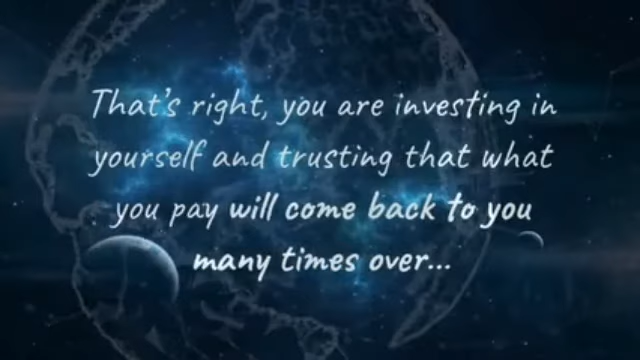 That's right, you are investing in
yourself and trusting that what
you pay will come back to you
many times over...